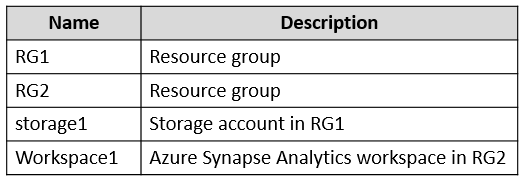 Name Description
RG1 Resource group
RG2 Resource group
storage1 Storage account in RG1
Workspace1 Azure Synapse Analytics workspace in RG2